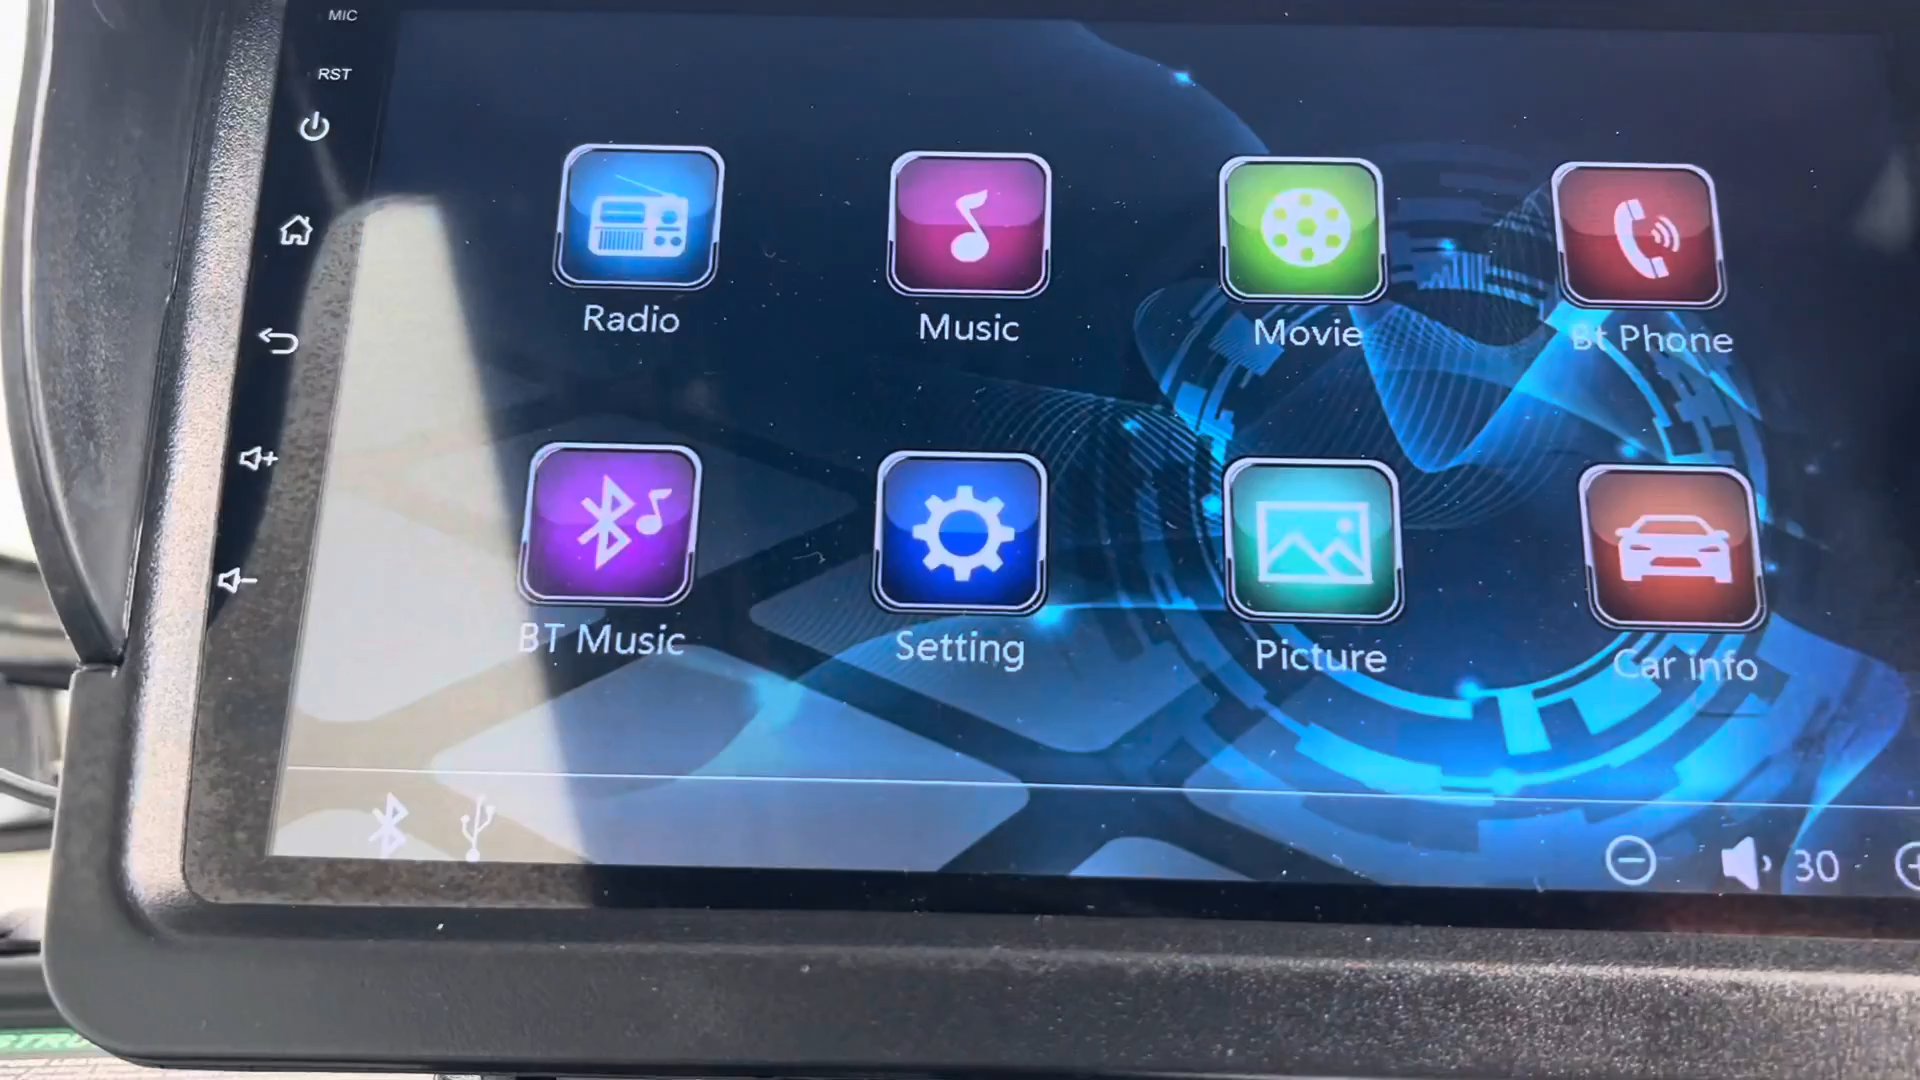 MIC
RST
Radio
Music
Movie
Bt Phone
BT Music
Setting
Picture
Car info
30